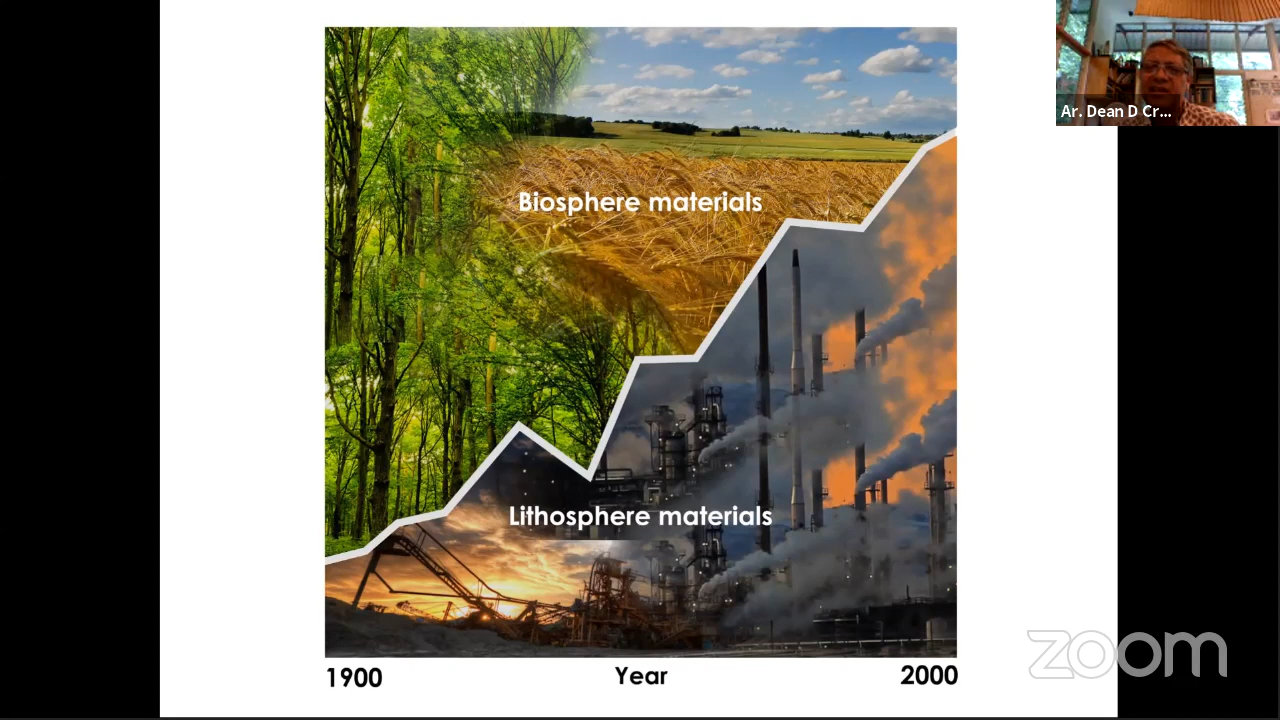 Ar. Dean D Cr...
Biosphere materials
Lithosphere materials
1900 Year 2000
zoom